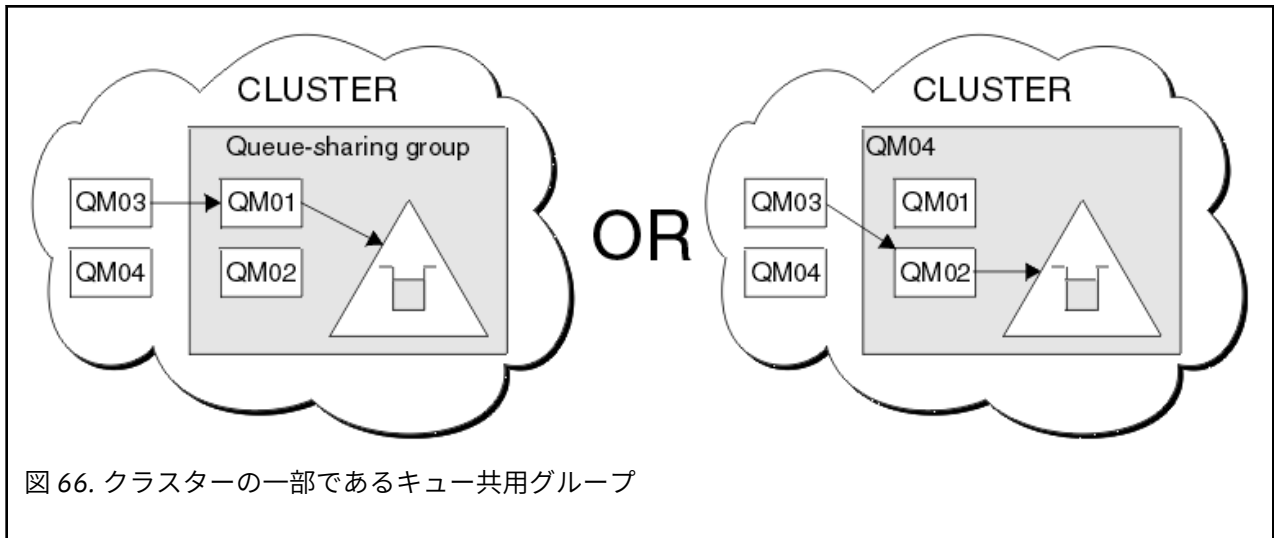 CLUSTER
Queue-sharing group
QM03
QM01
QM04
QM02
OR
CLUSTER
QM04
QM03
QM01
QM04
QM02
図 66. クラスターの一部であるキュー共用グループ